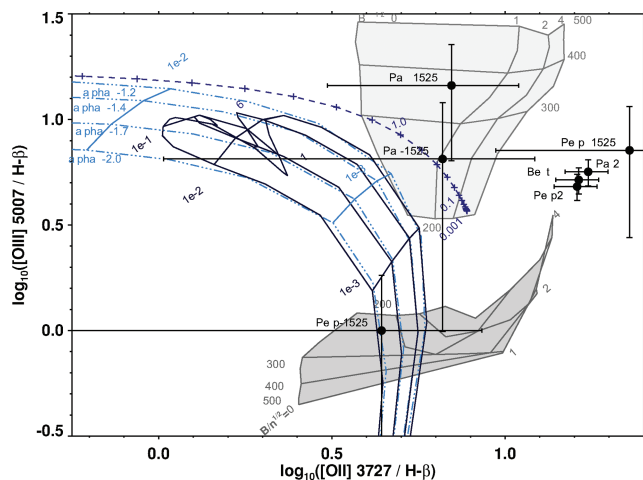 1.5
1.0
0.5
0.0
-0.5
0.0
0.5
1.0
log10([OIII] 5007 / H-β)
log10([OII] 3727 / H-β)
1e-2
a pha -1.2
a pha -1.4
a pha -1.7
a pha -2.0
1e-1
1e-2
1e-3
6
1
1.0
0.1
0.001
0
1
2
4
500
400
300
200
Pa 1525
Pa -1525
Pe p 1525
Pa 2
Be t
Pe p2
Pe p-1525
200
300
400
500
B/n^1/2=0
1
2
4